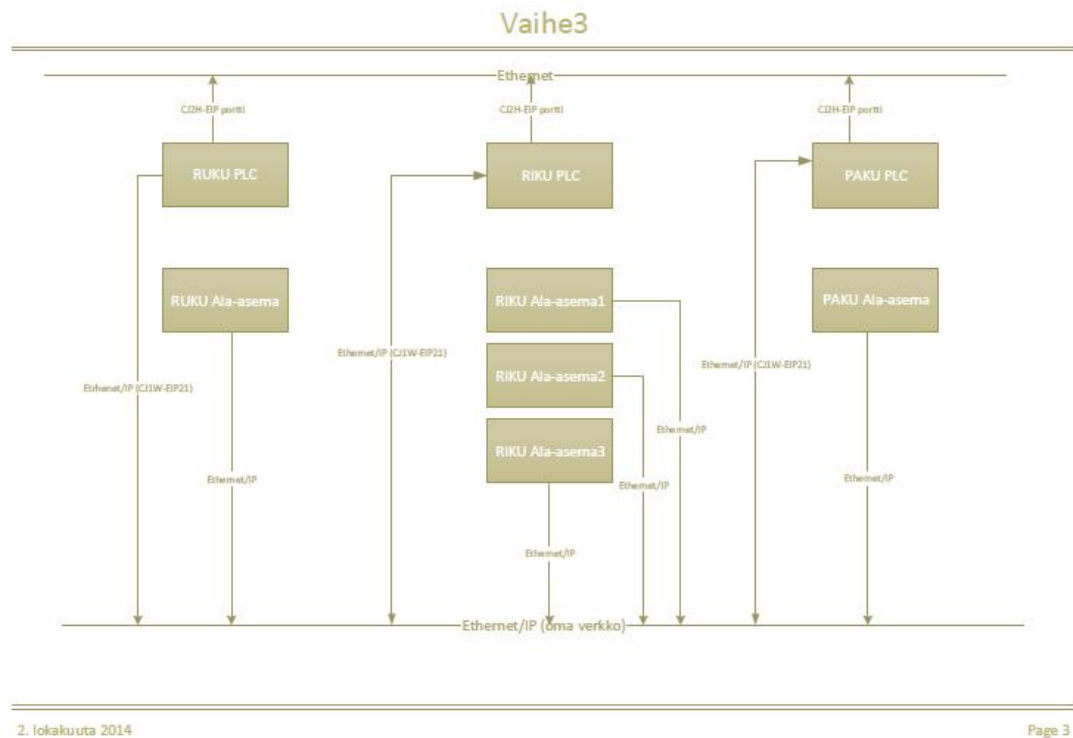 Vaihe3
Ethernet
CJ2H-EIP portti
CJ2H-EIP portti
CJ2H-EIP portti
RUKU PLC
RIKU PLC
PAKU PLC
RUKU Ala-asema
RIKU Ala-asema1
PAKU Ala-asema
Ethernet/IP (CJ1W-EIP21)
Ethernet/IP (CJ1W-EIP21)
RIKU Ala-asema2
Etrhenet/IP (CJ1W-EIP21)
Ethernet/IP
RIKU Ala-asema3
Ethernet/IP
Ethernet/IP
Ethernet/IP
Ethernet/IP
Ethernet/IP (oma verkko)
2. lokakuuta 2014
Page 3